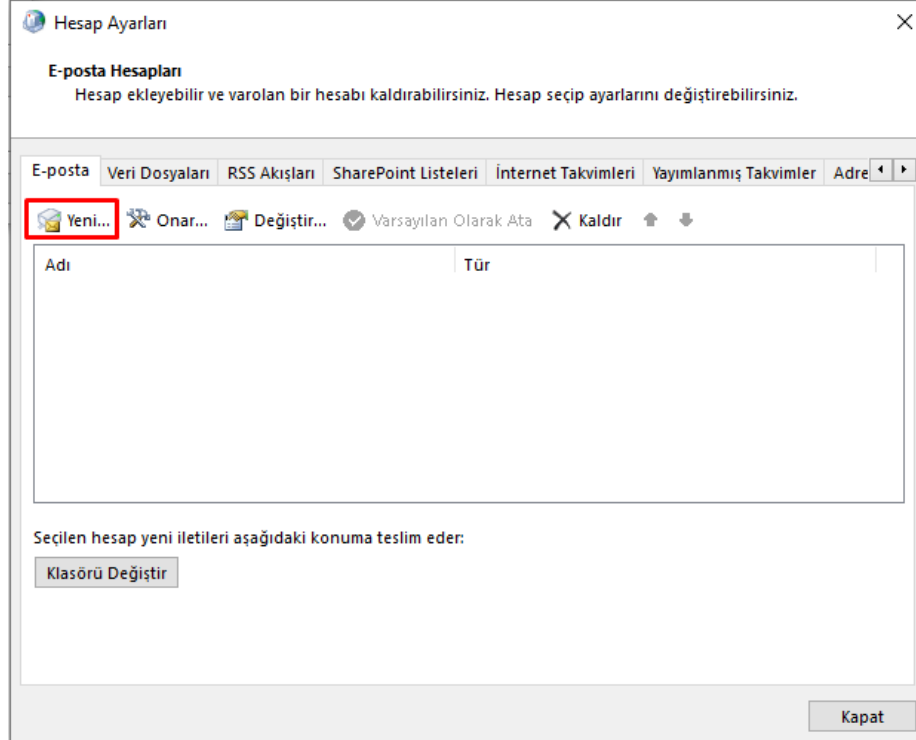 Hesap Ayarları
E-posta Hesapları
Hesap ekleyebilir ve varolan bir hesabı kaldırabilirsiniz. Hesap seçip ayarlarını değiştirebilirsiniz.
E-posta Veri Dosyaları RSS Akışları SharePoint Listeleri İnternet Takvimleri Yayımlanmış Takvimler Adre
Yeni... Onar... Değiştir... Varsayılan Olarak Ata Kaldır
Adı Tür
Seçilen hesap yeni iletileri aşağıdaki konuma teslim eder:
Klasörü Değiştir
Kapat